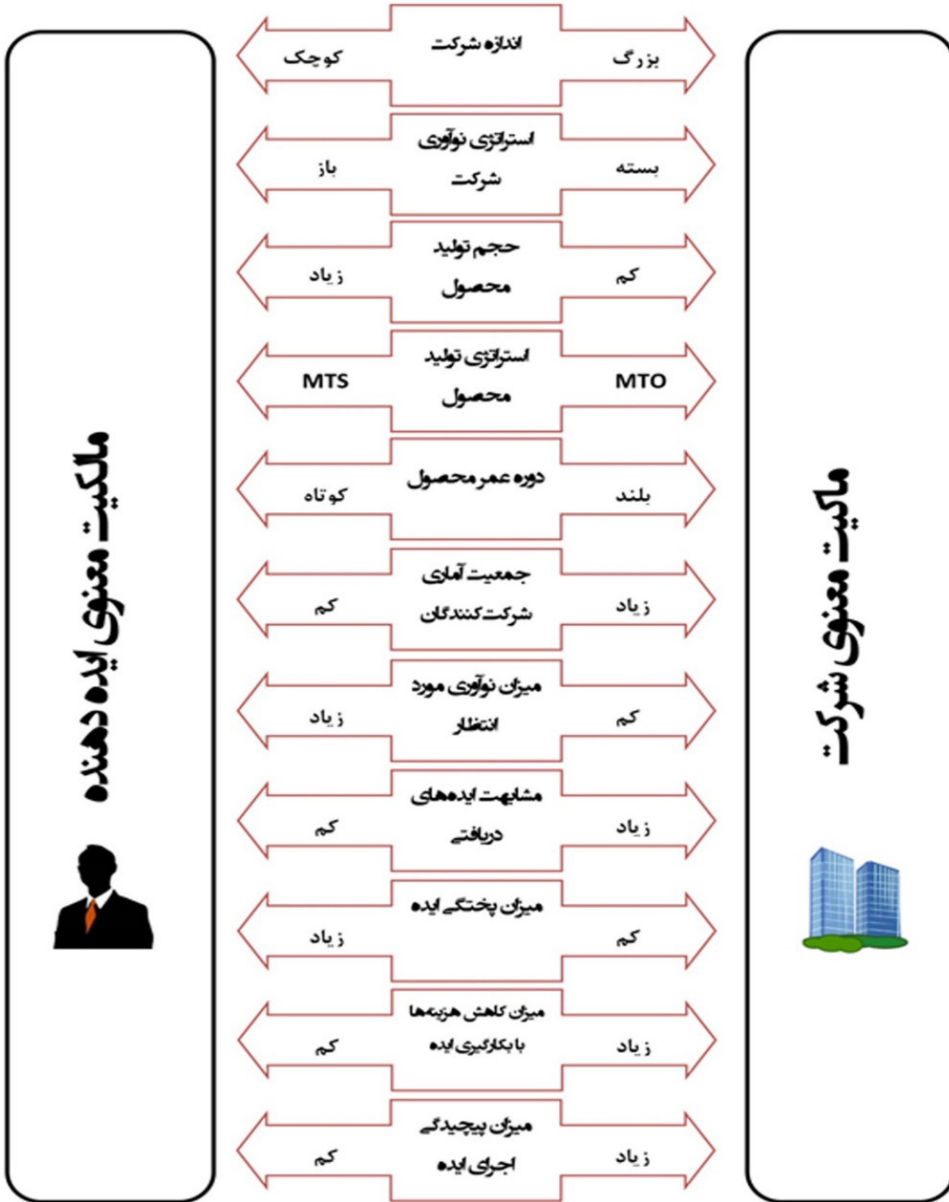 اندازه شرکت
بزرگ
کوچک
استراتژی نوآوری
شرکت
بسته
باز
حجم تولید
محصول
کم
زیاد
استراتژی تولید
محصول
MTO
MTS
دوره عمر محصول
بلند
کوتاه
جمعیت آماری
شرکت‌کنندگان
زیاد
کم
میزان نوآوری مورد
انتظار
کم
زیاد
مشابهت ایده‌های
دریافتی
زیاد
کم
میزان پختگی ایده
کم
زیاد
میزان کاهش هزینه‌ها
با بکارگیری ایده
زیاد
کم
میزان پیچیدگی
اجرای ایده
زیاد
کم
ماکیت معنوی شرکت
مالکیت معنوی ایده دهنده